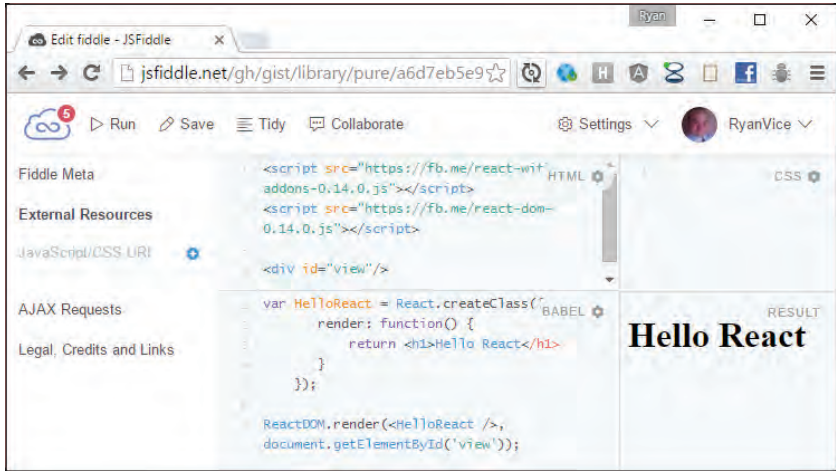 Ryan
Edit fiddle - JSFiddle
jsfiddle.net/gh/gist/library/pure/a6d7eb5e9
5 Run Save Tidy Collaborate Settings RyanVice
Fiddle Meta
External Resources
JavaScript/CSS URI
AJAX Requests
Legal, Credits and Links
<script src="https://fb.me/react-wit
addons-0.14.0.js"></script>
<script src="https://fb.me/react-dom-
0.14.0.js"></script>
<div id="view"/>
HTML
CSS
var HelloReact = React.createClass({
render: function() {
return <h1>Hello React</h1>
}
});
ReactDOM.render(<HelloReact />,
document.getElementById('view'));
BABEL
RESULT
Hello React